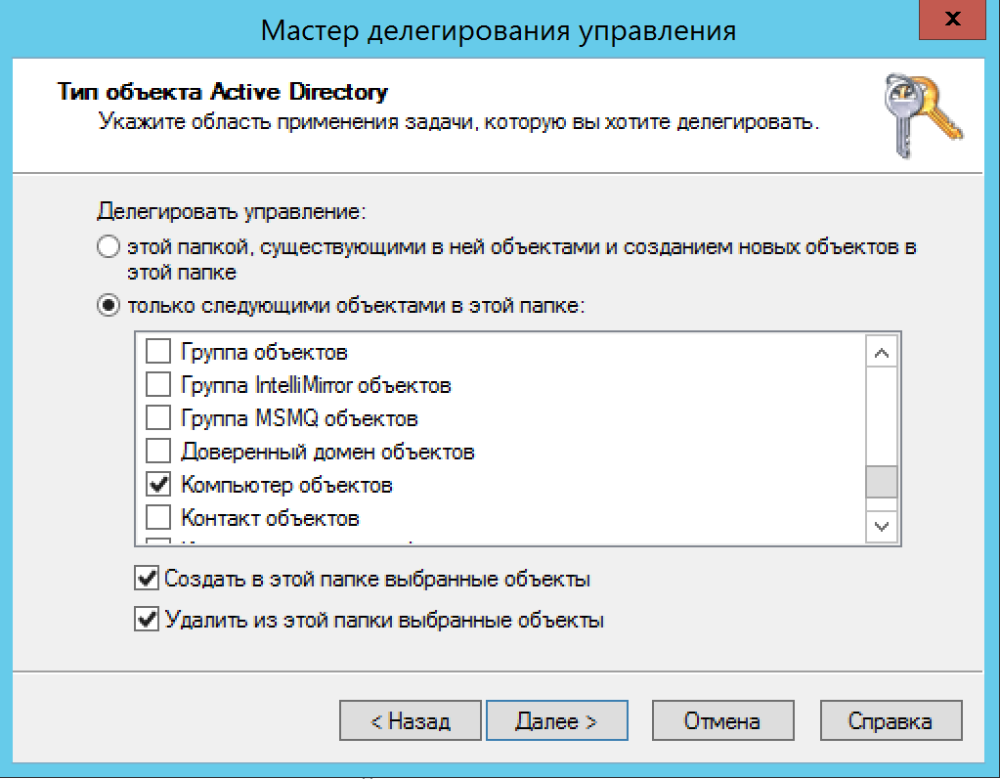 Мастер делегирования управления
x
Тип объекта Active Directory
Укажите область применения задачи, которую вы хотите делегировать.
Делегировать управление:
этой папкой, существующими в ней объектами и созданием новых объектов в
этой папке
только следующими объектами в этой папке:
Группа объектов
Группа IntelliMirror объектов
Группа MSMQ объектов
Доверенный домен объектов
Компьютер объектов
Контакт объектов
Создать в этой папке выбранные объекты
Удалить из этой папки выбранные объекты
< Назад
Далее >
Отмена
Справка